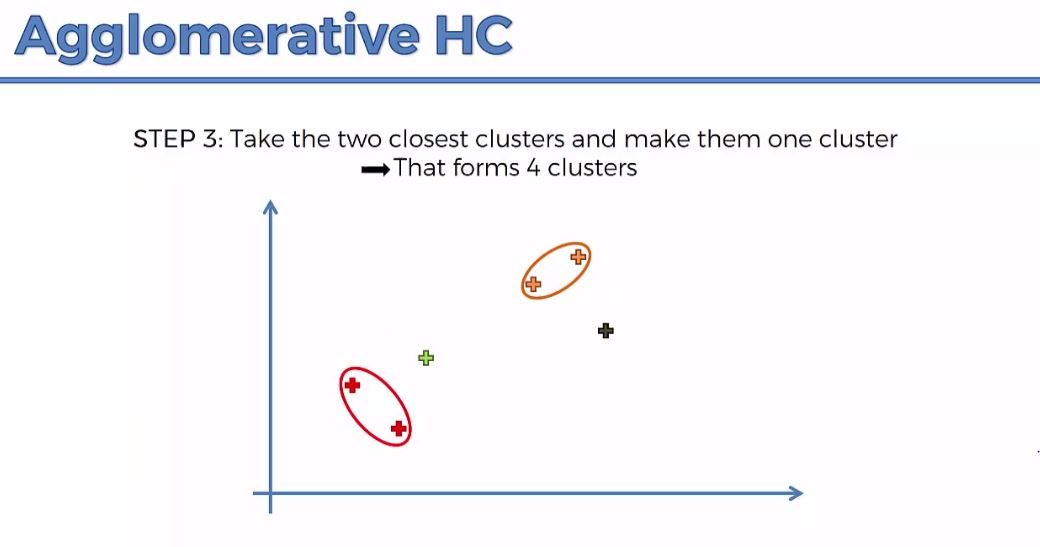 Agglomerative HC
STEP 3: Take the two closest clusters and make them one cluster
➡That forms 4 clusters